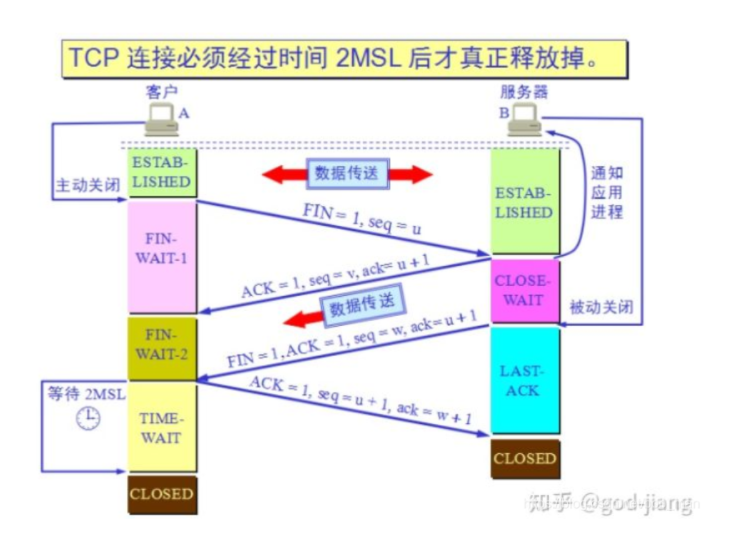 TCP 连接必须经过时间 2MSL 后才真正释放掉。
客户
服务器
A
B
主动关闭
ESTAB-
LISHED
数据传送
ESTAB-
LISHED
通知
应用
进程
FIN = 1, seq = u
FIN-
WAIT-1
ACK = 1, seq = v, ack= u + 1
CLOSE-
WAIT
被动关闭
数据传送
FIN-
WAIT-2
FIN = 1, ACK = 1, seq = w, ack= u + 1
LAST-
ACK
ACK = 1, seq = u + 1, ack = w + 1
等待 2MSL
TIME-
WAIT
CLOSED
CLOSED
知乎 @god-jiang